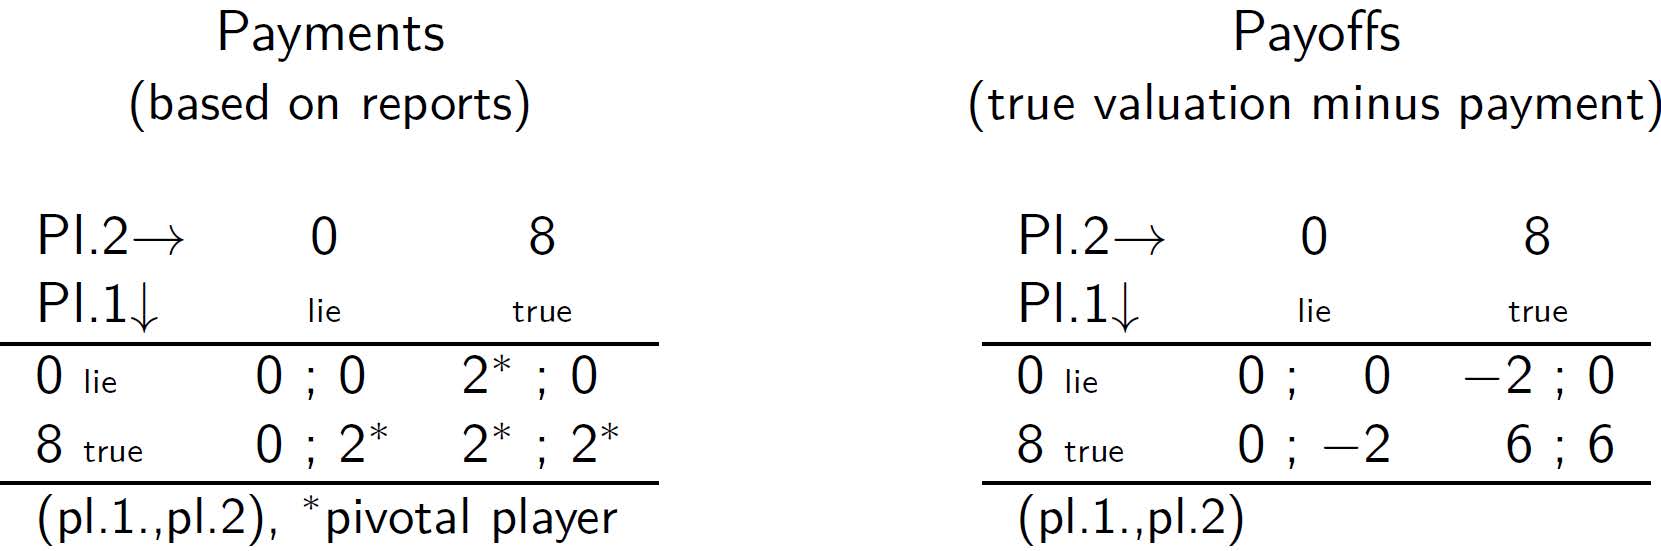 Payments
(based on reports)
Pl.2→ 0 8
Pl.1↓ lie true
0 lie 0 ; 0 2* ; 0
8 true 0 ; 2* 2* ; 2*
(pl.1.,pl.2), *pivotal player
Payoffs
(true valuation minus payment)
Pl.2→ 0 8
Pl.1↓ lie true
0 lie 0 ; 0 −2 ; 0
8 true 0 ; −2 6 ; 6
(pl.1.,pl.2)